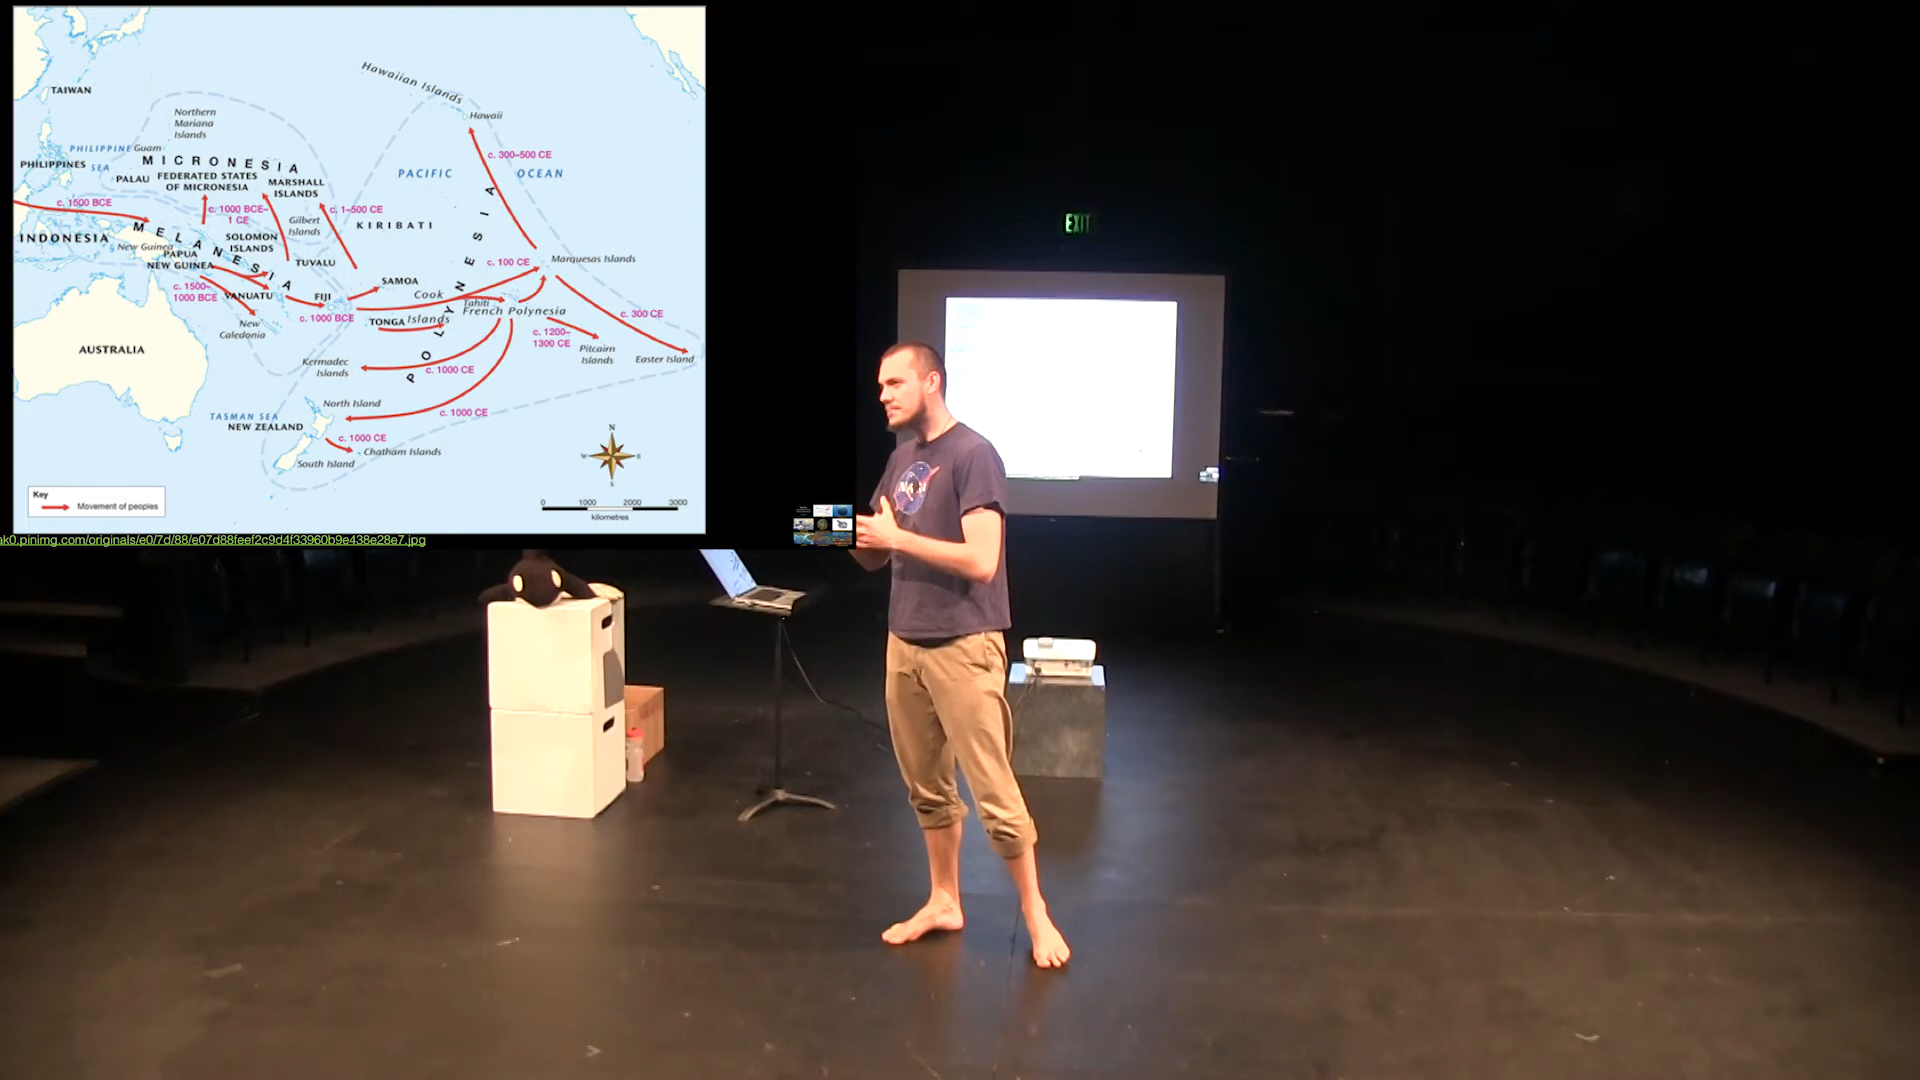 Hawaiian Islands
TAIWAN
Northern
Mariana
Islands
Hawaii
PHILIPPINE
SEA
Guam
c. 300–500 CE
MICRONESIA
PHILIPPINES
PALAU
FEDERATED STATES
OF MICRONESIA
MARSHALL
ISLANDS
PACIFIC OCEAN
c. 1500 BCE
c. 1000 BCE–
1 CE
c. 1–500 CE
Gilbert
Islands
KIRIBATI
INDONESIA
MELANESIA
New Guinea
PAPUA
NEW GUINEA
SOLOMON
ISLANDS
TUVALU
POLYNESIA
c. 100 CE
Marquesas Islands
c. 1500–
1000 BCE
VANUATU
FIJI
SAMOA
Cook
Islands
Tahiti
French Polynesia
c. 1000 BCE
TONGA
c. 300 CE
New
Caledonia
c. 1200–
1300 CE
Pitcairn
Islands
Easter Island
AUSTRALIA
Kermadec
Islands
c. 1000 CE
North Island
c. 1000 CE
TASMAN SEA
NEW ZEALAND
c. 1000 CE
Chatham Islands
South Island
N
W E
S
Key
Movement of peoples
0 1000 2000 3000
kilometres
ak0.pinimg.com/originals/e0/7d/88/e07d88feef2c9d4f33960b9e438e28e7.jpg
EXIT
NASA